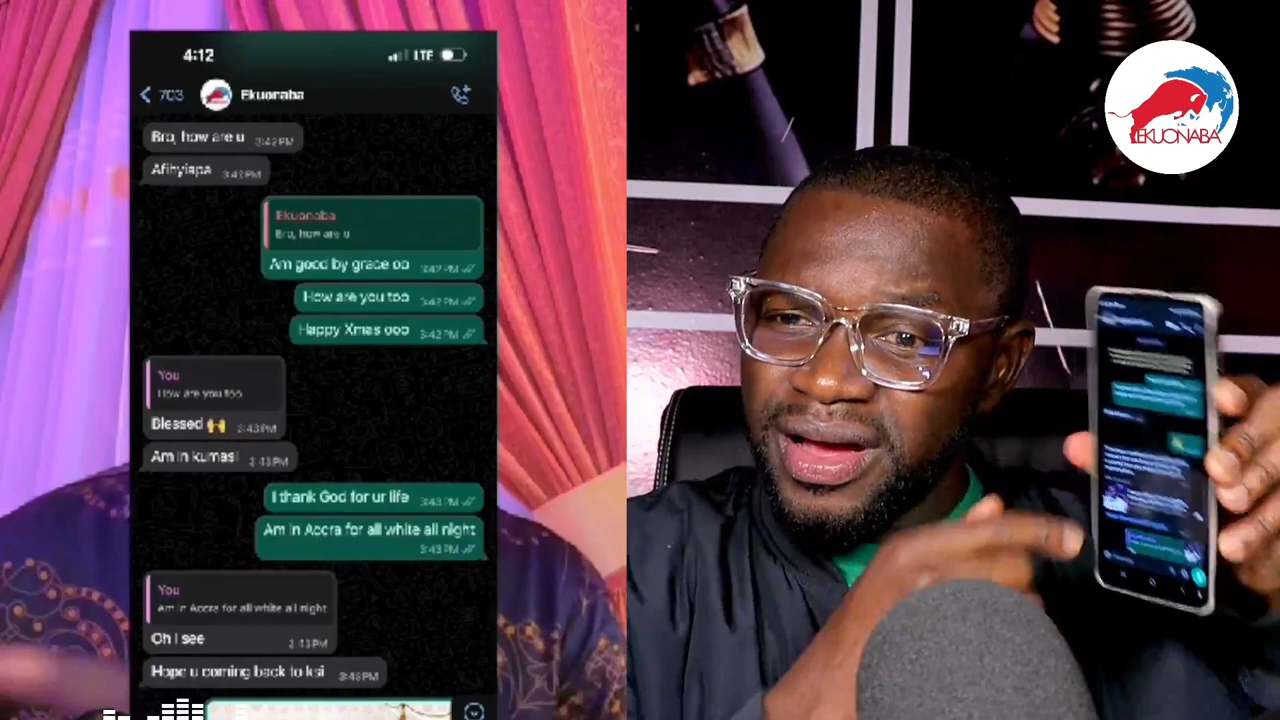 4:12
LTE
703
Ekuonaba
Bro, how are u 3:42 PM
Afihyiapa 3:42 PM
Ekuonaba
Bro, how are u
Am good by grace oo 3:42 PM
How are you too 3:42 PM
Happy Xmas ooo 3:42 PM
You
How are you too
Blessed 🙌 3:43 PM
Am in kumasi 3:43 PM
I thank God for ur life 3:43 PM
Am in Accra for all white all night
3:43 PM
You
Am in Accra for all white all night
Oh I see 3:43 PM
Hope u coming back to ksi 3:43 PM
EKUONABA